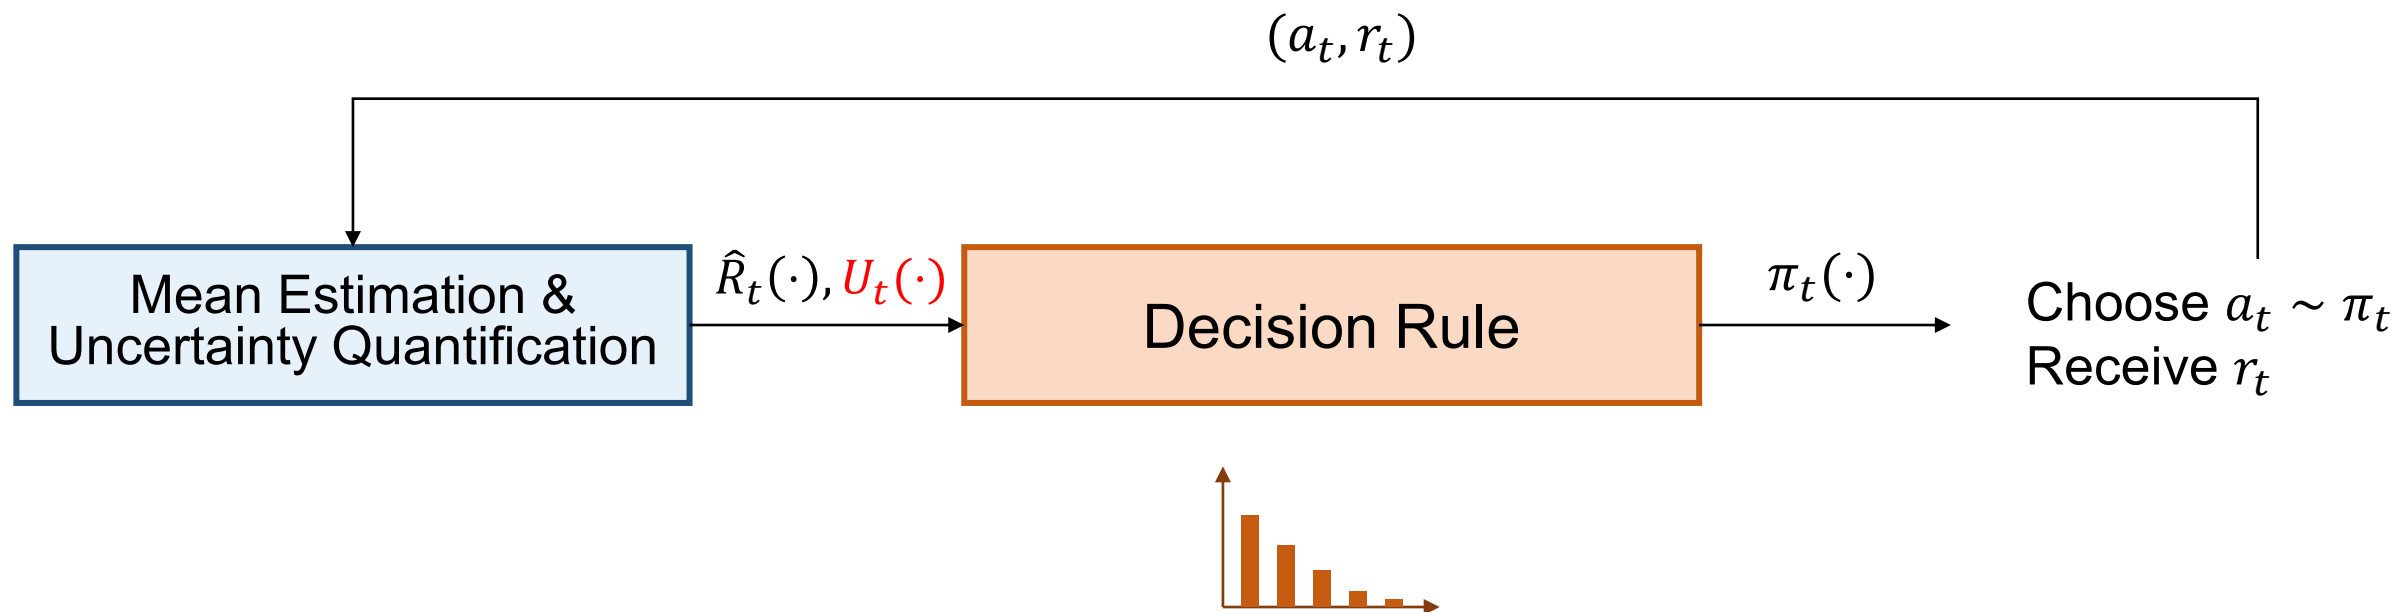 (a_t, r_t)
Mean Estimation &
Uncertainty Quantification
R̂_t(·), U_t(·)
Decision Rule
π_t(·)
Choose a_t ~ π_t
Receive r_t